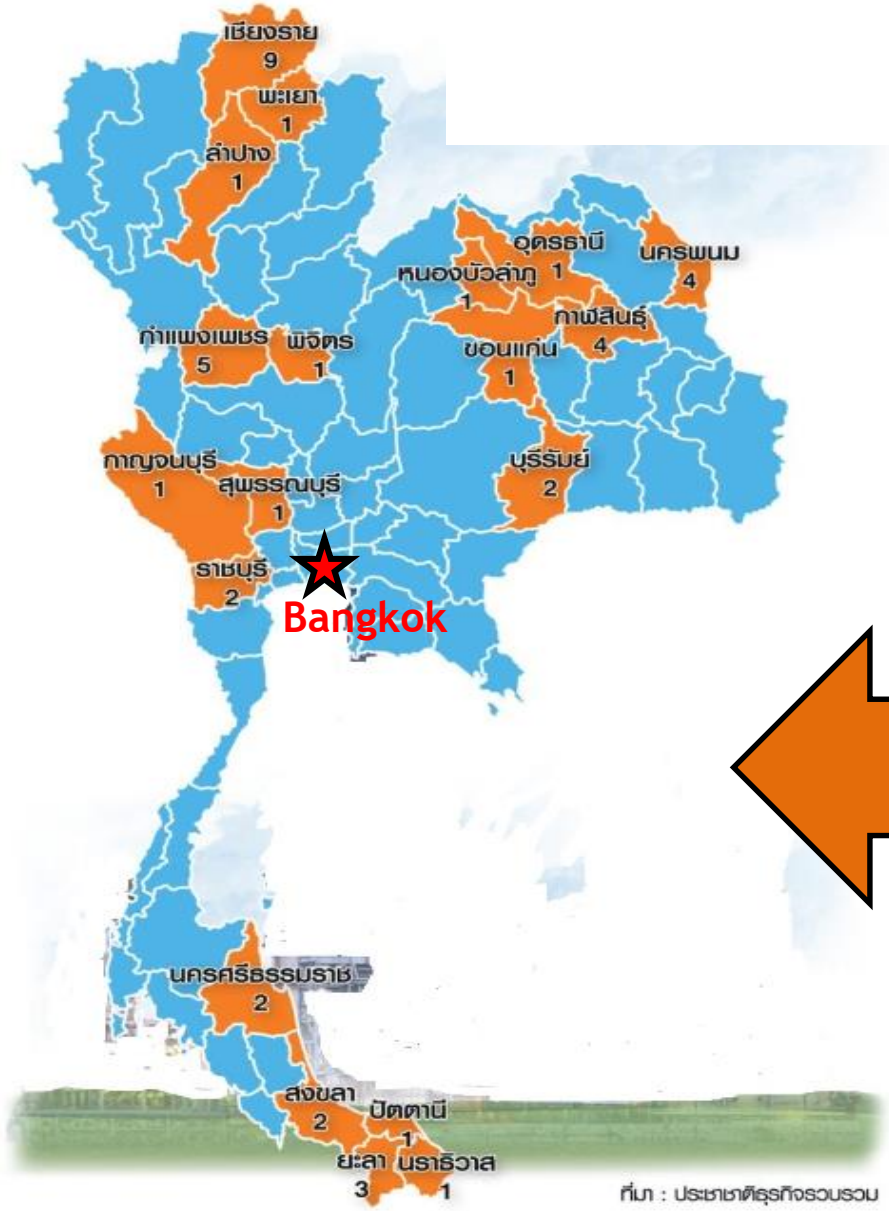 เชียงราย
9
พะเยา
1
ลำปาง
1
อุดรธานี
1
นครพนม
4
หนองบัวลำภู
1
กาฬสินธุ์
4
กำแพงเพชร
5
พิจิตร
1
ขอนแก่น
1
กาญจนบุรี
1
สุพรรณบุรี
1
บุรีรัมย์
2
ราชบุรี
2
Bangkok
นครศรีธรรมราช
2
สงขลา
2
ปัตตานี
1
ยะลา
3
นราธิวาส
1
ที่มา : ประชาชาติธุรกิจรวบรวม